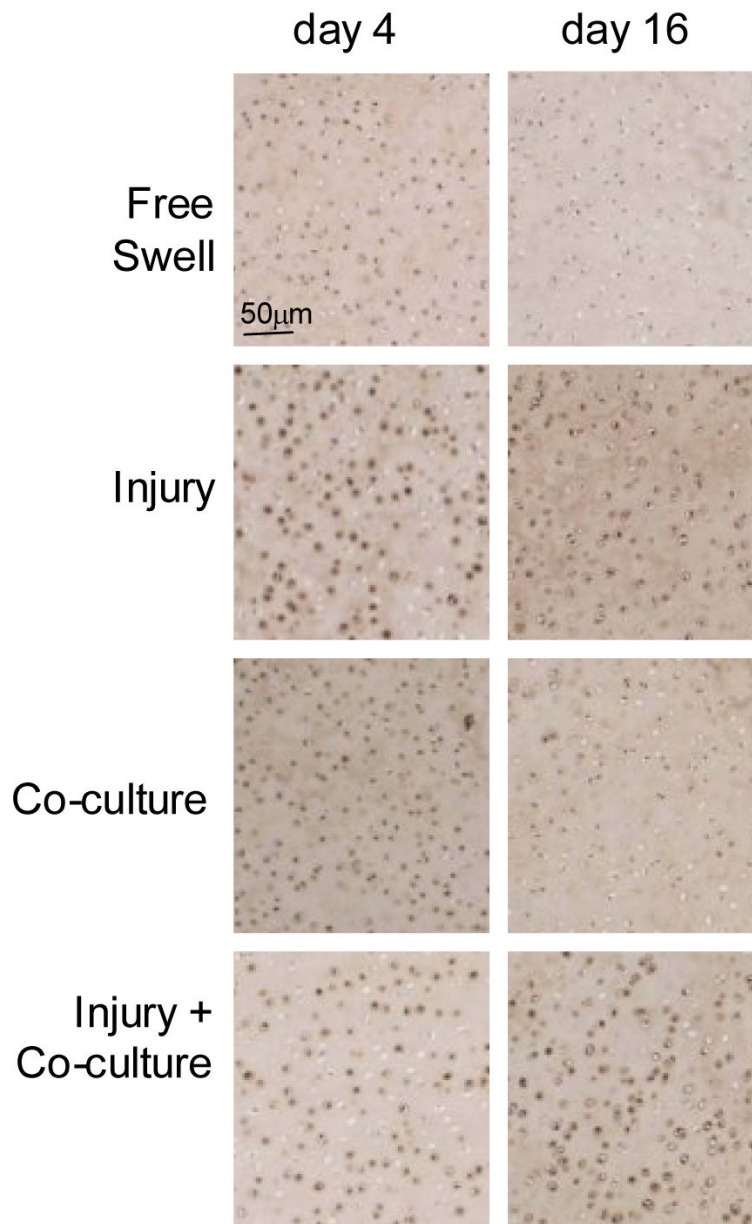 day 4 day 16
Free
Swell
50μm
Injury
Co-culture
Injury +
Co-culture